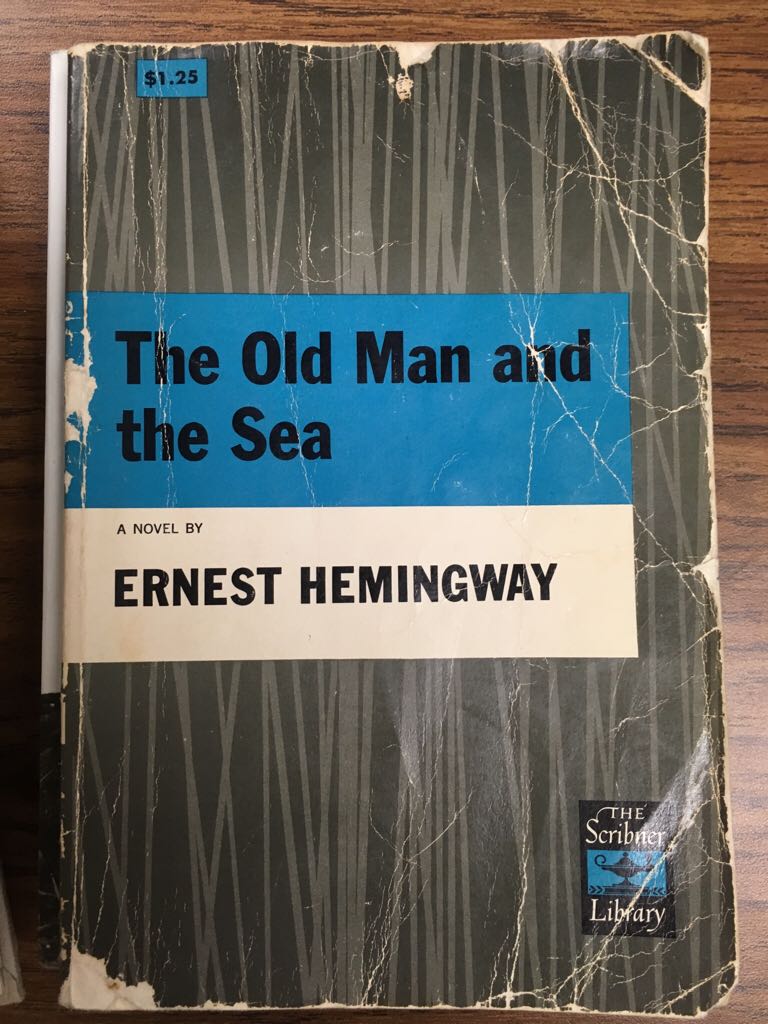 $1.25
The Old Man and
the Sea
A NOVEL BY
ERNEST HEMINGWAY
THE
Scribner
Library